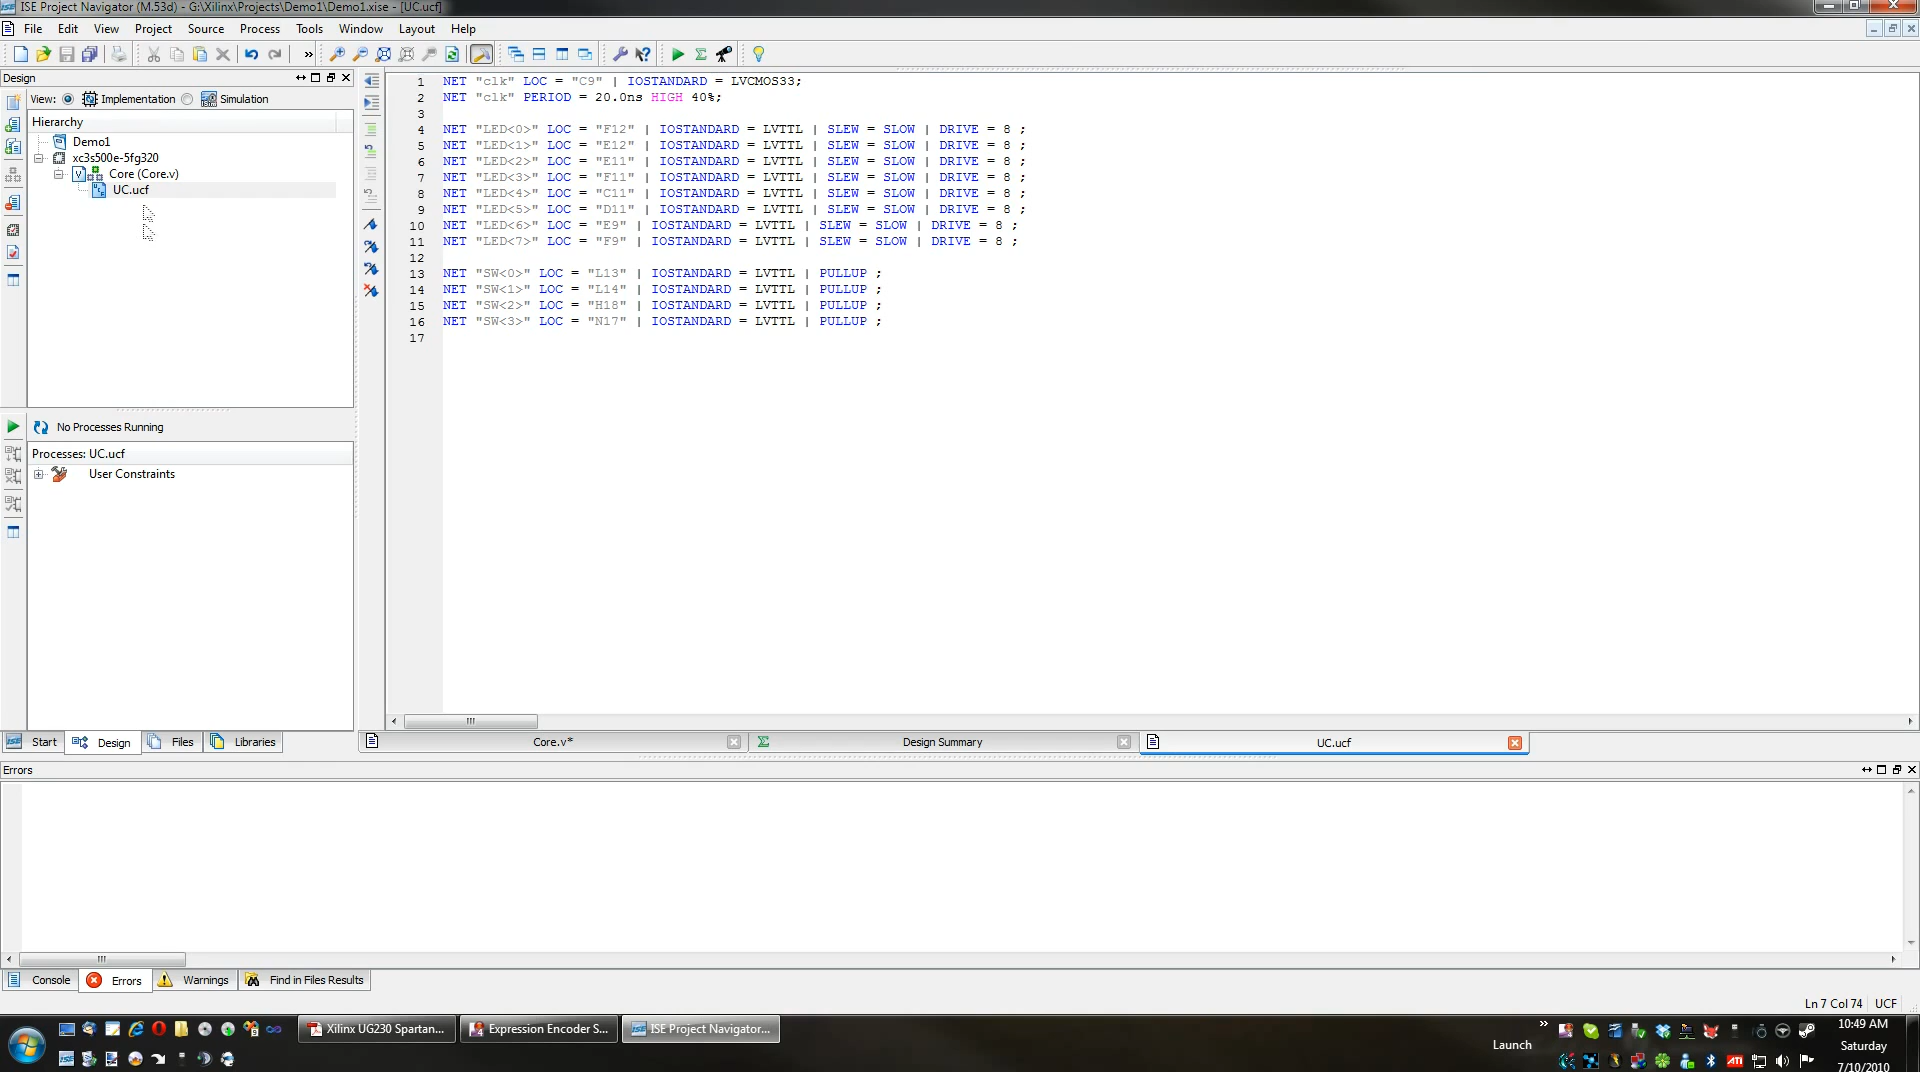 ISE Project Navigator (M.53d) - G:\Xilinx\Projects\Demo1\Demo1.xise - [UC.ucf]
File Edit View Project Source Process Tools Window Layout Help
Design
View: Implementation Simulation
Hierarchy
Demo1
xc3s500e-5fg320
Core (Core.v)
UC.ucf
No Processes Running
Processes: UC.ucf
User Constraints
Start Design Files Libraries
1 NET "clk" LOC = "C9" | IOSTANDARD = LVCMOS33;
2 NET "clk" PERIOD = 20.0ns HIGH 40%;
3
4 NET "LED<0>" LOC = "F12" | IOSTANDARD = LVTTL | SLEW = SLOW | DRIVE = 8 ;
5 NET "LED<1>" LOC = "E12" | IOSTANDARD = LVTTL | SLEW = SLOW | DRIVE = 8 ;
6 NET "LED<2>" LOC = "E11" | IOSTANDARD = LVTTL | SLEW = SLOW | DRIVE = 8 ;
7 NET "LED<3>" LOC = "F11" | IOSTANDARD = LVTTL | SLEW = SLOW | DRIVE = 8 ;
8 NET "LED<4>" LOC = "C11" | IOSTANDARD = LVTTL | SLEW = SLOW | DRIVE = 8 ;
9 NET "LED<5>" LOC = "D11" | IOSTANDARD = LVTTL | SLEW = SLOW | DRIVE = 8 ;
10 NET "LED<6>" LOC = "E9" | IOSTANDARD = LVTTL | SLEW = SLOW | DRIVE = 8 ;
11 NET "LED<7>" LOC = "F9" | IOSTANDARD = LVTTL | SLEW = SLOW | DRIVE = 8 ;
12
13 NET "SW<0>" LOC = "L13" | IOSTANDARD = LVTTL | PULLUP ;
14 NET "SW<1>" LOC = "L14" | IOSTANDARD = LVTTL | PULLUP ;
15 NET "SW<2>" LOC = "H18" | IOSTANDARD = LVTTL | PULLUP ;
16 NET "SW<3>" LOC = "N17" | IOSTANDARD = LVTTL | PULLUP ;
17
Core.v* Design Summary UC.ucf
Errors
Console Errors Warnings Find in Files Results
Ln 7 Col 74 UCF
Xilinx UG230 Spartan... Expression Encoder S... ISE Project Navigator...
Launch
10:49 AM
Saturday
7/10/2010